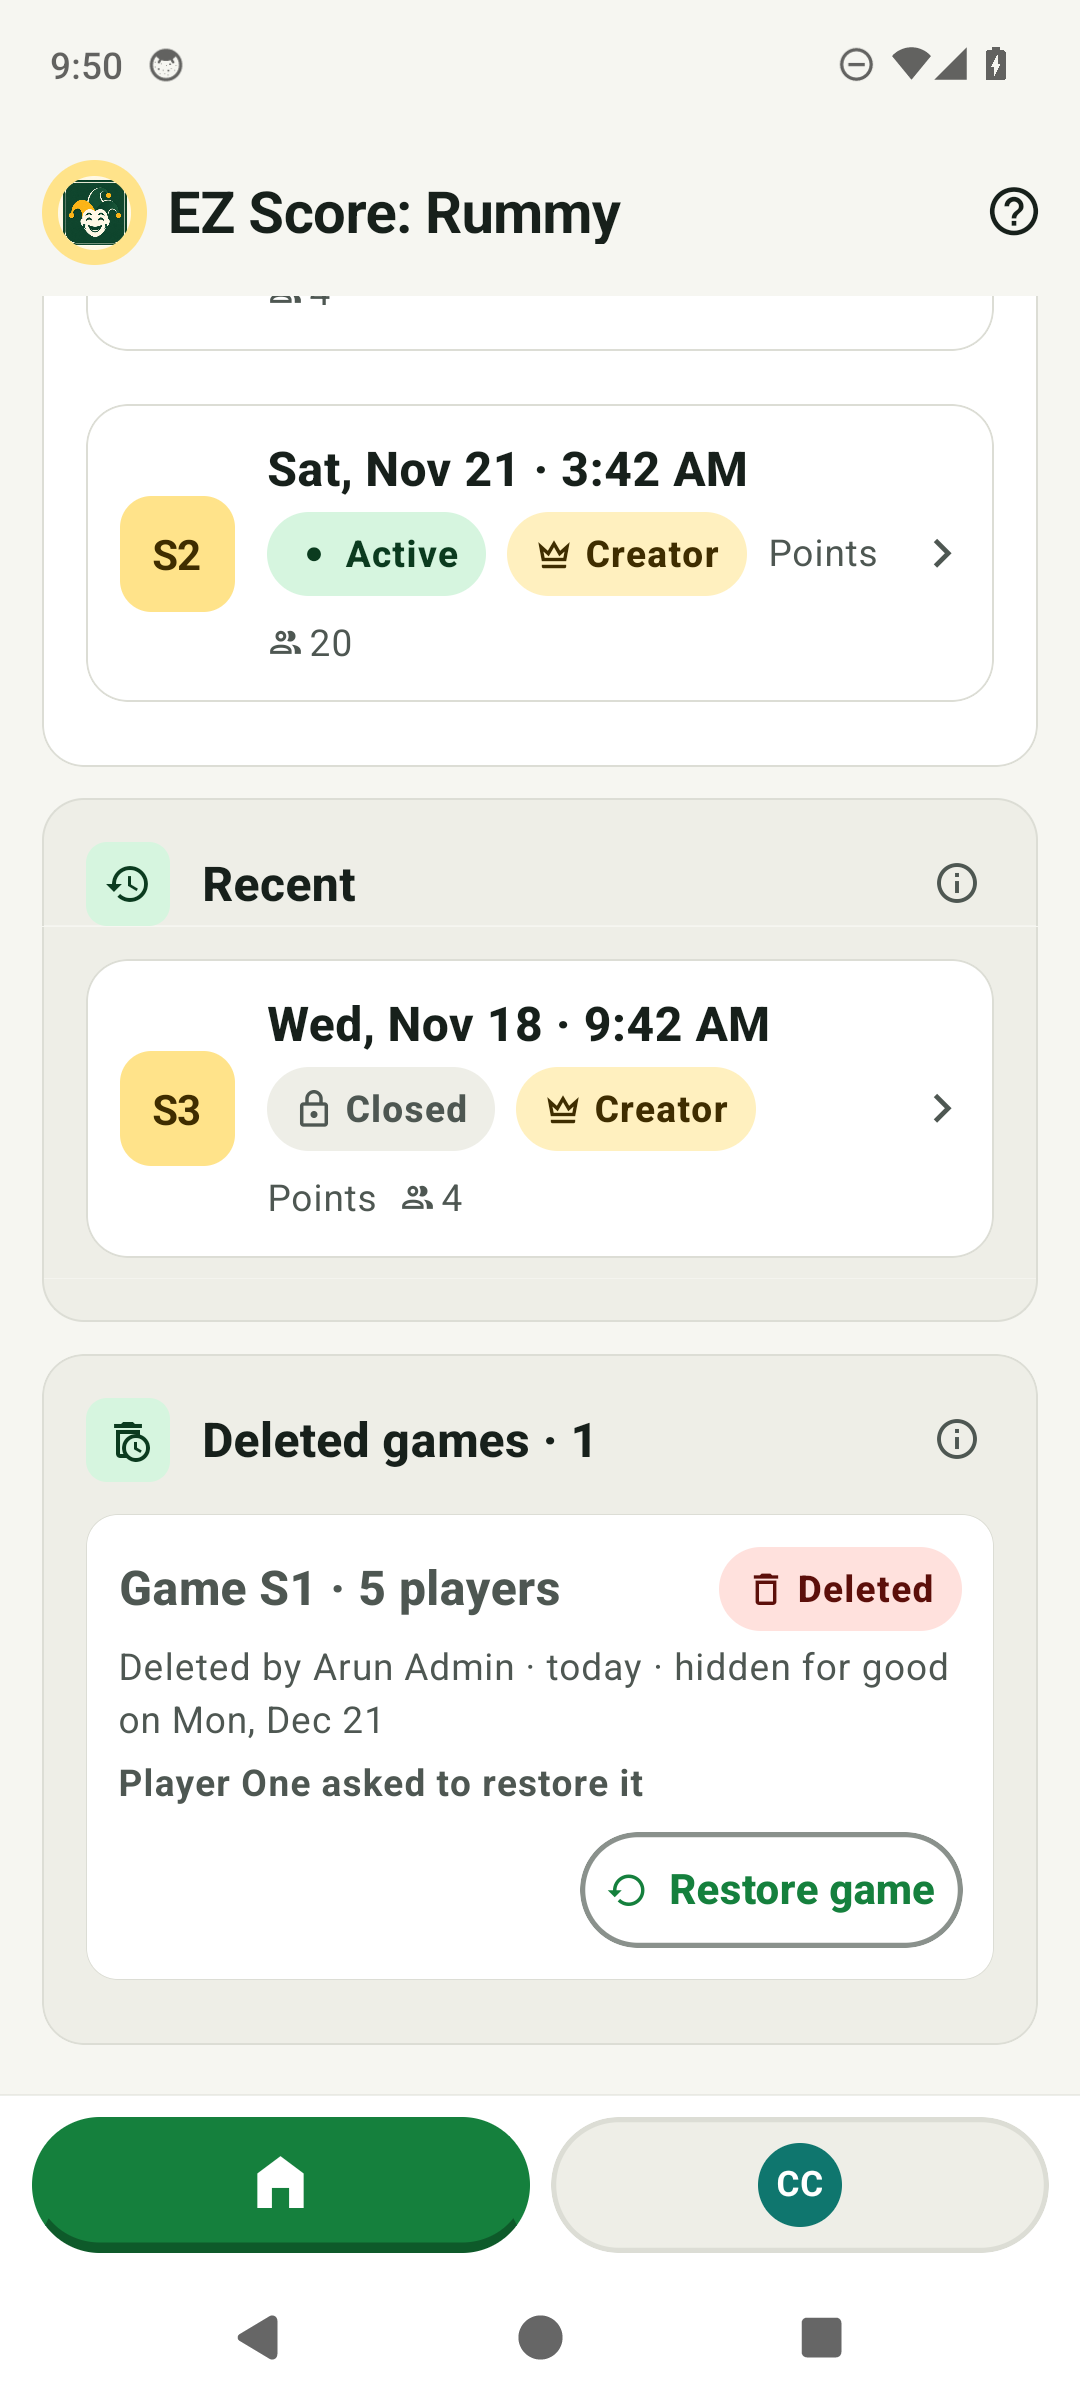 9:50
EZ Score: Rummy
Sat, Nov 21 · 3:42 AM
S2
Active
Creator
Points
20
Recent
Wed, Nov 18 · 9:42 AM
S3
Closed
Creator
Points
4
Deleted games · 1
Game S1 · 5 players
Deleted
Deleted by Arun Admin · today · hidden for good
on Mon, Dec 21
Player One asked to restore it
Restore game
CC